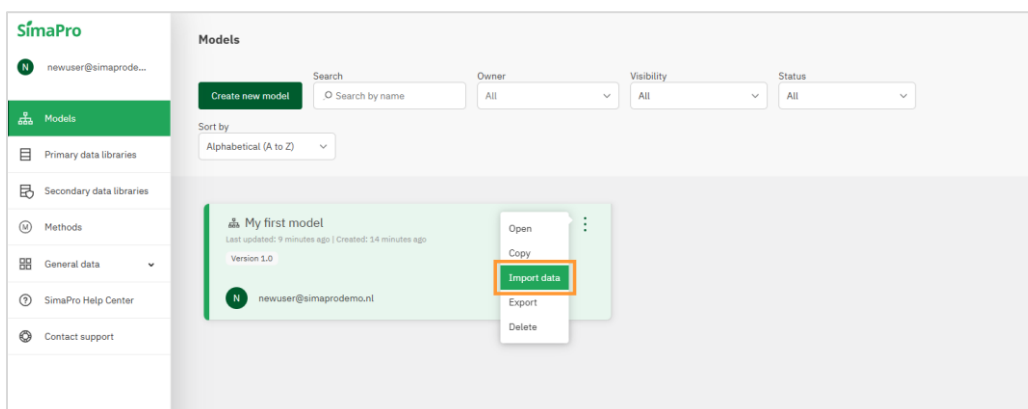 SimaPro
N newuser@simaprode...
Models
Primary data libraries
Secondary data libraries
M Methods
General data
? SimaPro Help Center
Contact support
Models
Create new model
Search
Search by name
Owner
All
Visibility
All
Status
All
Sort by
Alphabetical (A to Z)
My first model
Last updated: 9 minutes ago | Created: 14 minutes ago
Version 1.0
N newuser@simaprodemo.nl
Open
Copy
Import data
Export
Delete